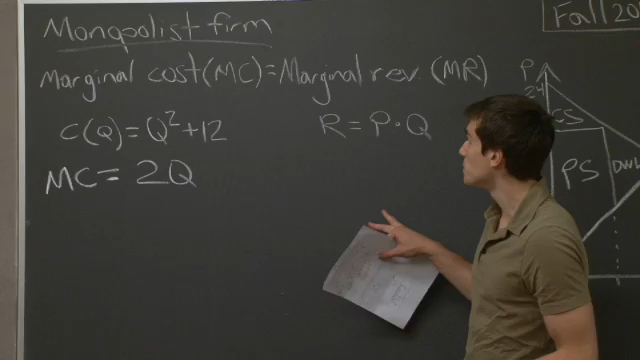 Monopolist firm
Fall 20
Marginal cost (MC) = Marginal rev. (MR)
C(Q) = Q²+12
R = P·Q
MC = 2Q
P
24
CS
PS
DWL